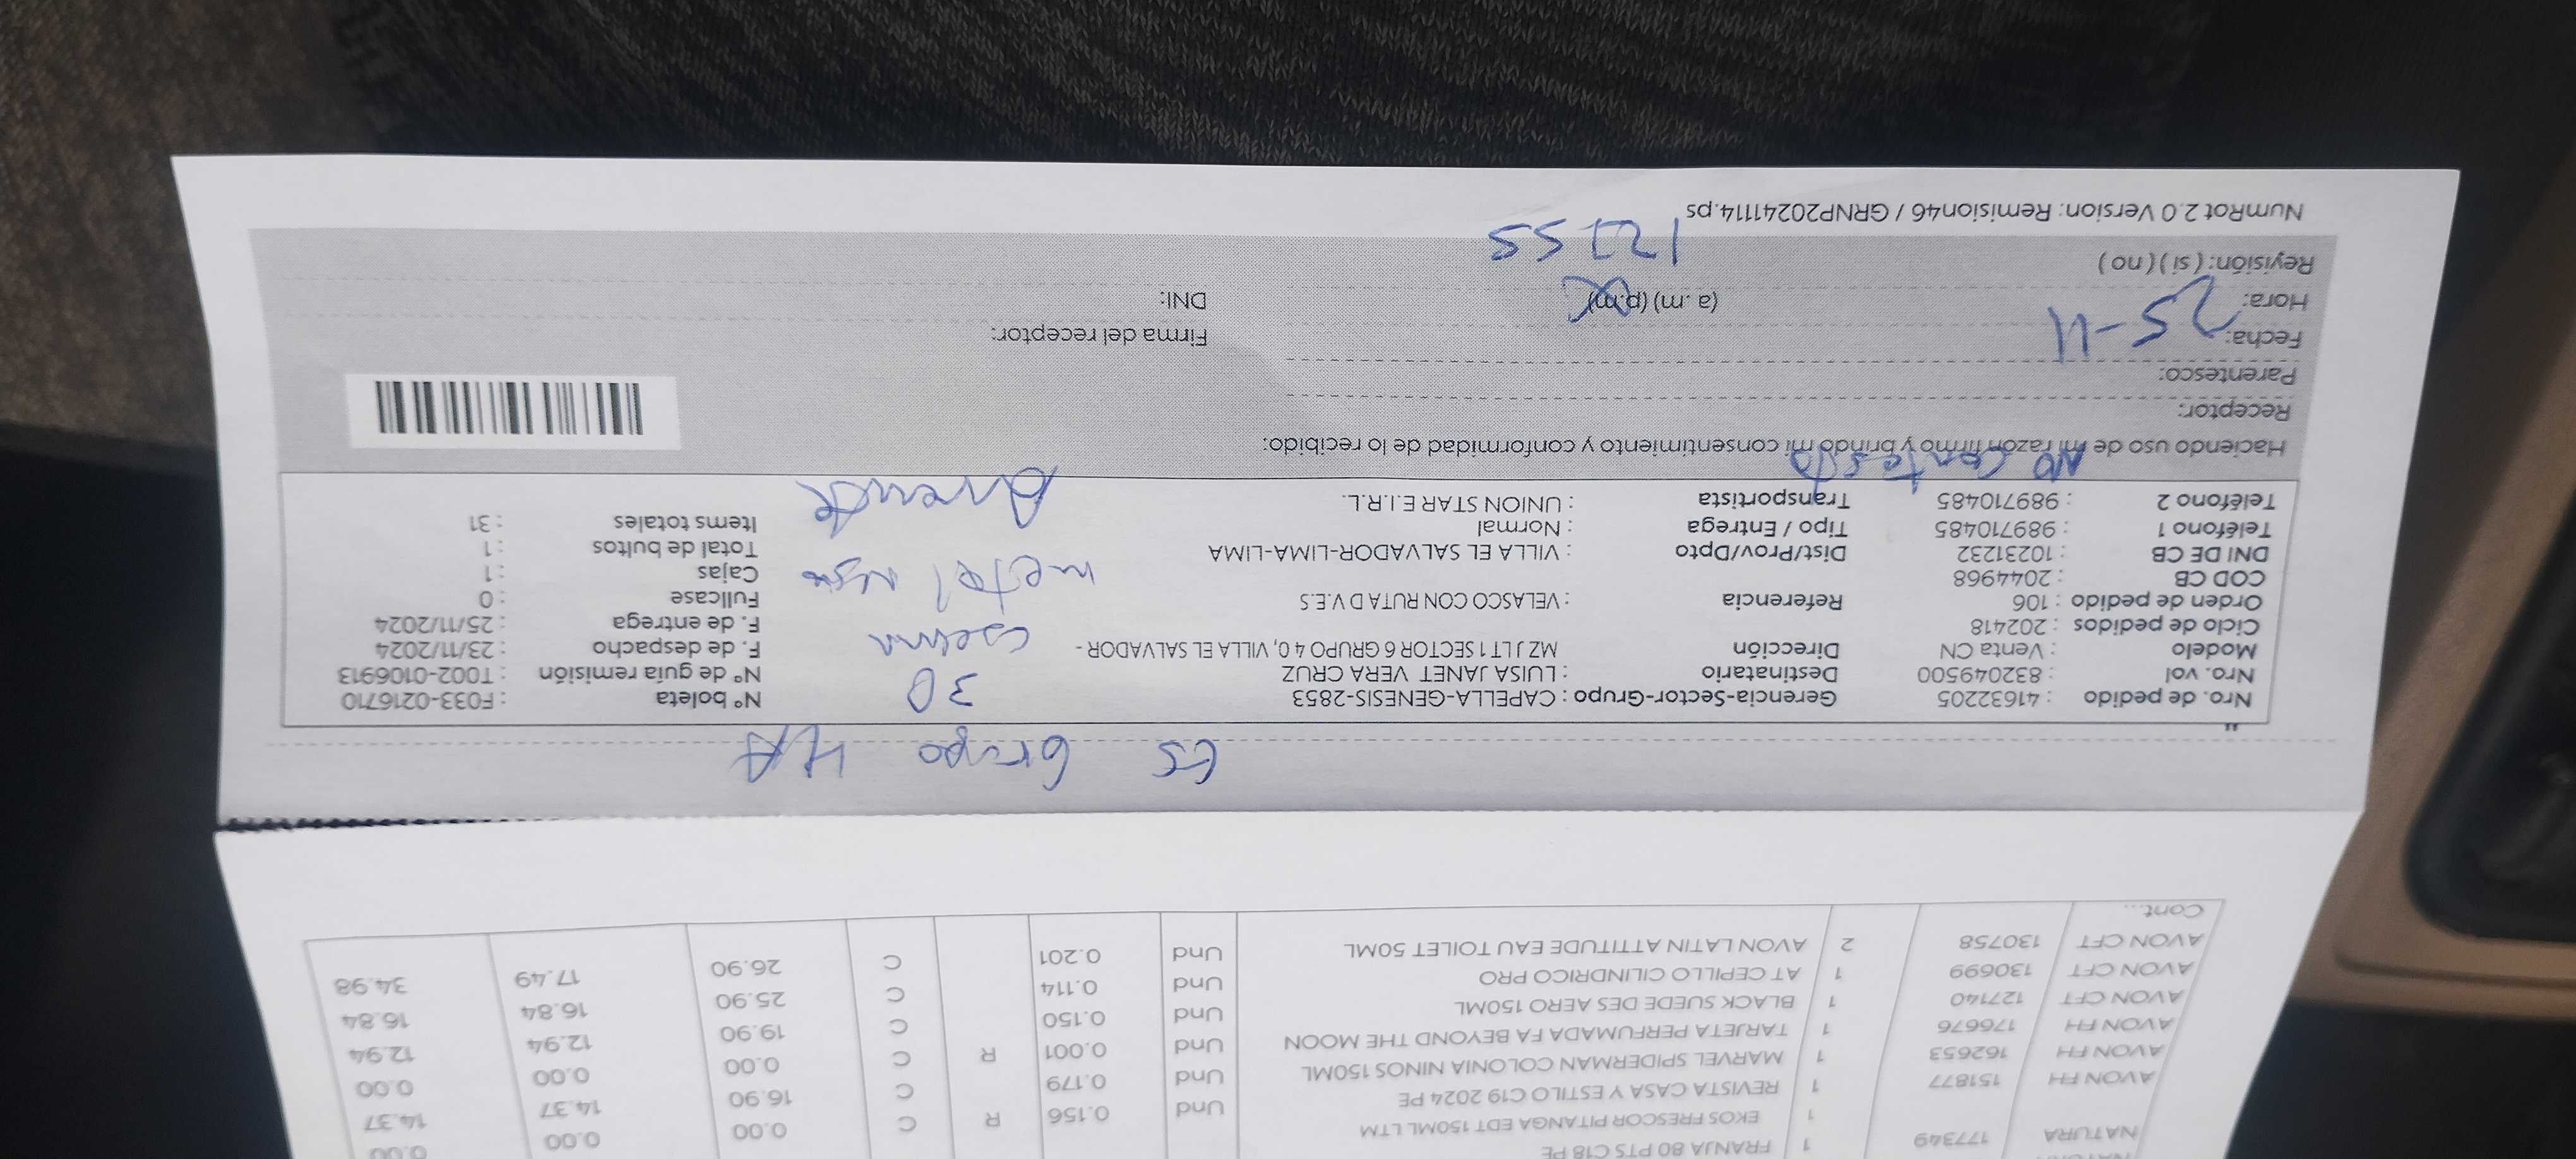 1 FRANJA 80 PTS C18 PE
NATURA 177349 1 EKOS FRESCOR PITANGA EDT 150ML LTM
AVON FH 151877 1 REVISTA CASA Y ESTILO C19 2024 PE Und 0.156 R C 0.00 0.00 0.00
AVON FH 162653 1 MARVEL SPIDERMAN COLONIA NINOS 150ML Und 0.179 C 16.90 14.37 14.37
AVON FH 176676 1 TARJETA PERFUMADA FA BEYOND THE MOON Und 0.001 R C 0.00 0.00 0.00
AVON CFT 127140 1 BLACK SUEDE DES AERO 150ML Und 0.150 C 19.90 12.94 12.94
AVON CFT 130699 1 AT CEPILLO CILINDRICO PRO Und 0.114 C 25.90 16.84 16.84
AVON CFT 130758 2 AVON LATIN ATTITUDE EAU TOILET 50ML Und 0.201 C 26.90 17.49 34.98
Cont...
ES Grupo 4A
Nro. de pedido : 41632205 Gerencia-Sector-Grupo : CAPELLA-GENESIS-2853 30 N° boleta : F033-0216710
Nro. vol : 832049500 Destinatario : LUISA JANET VERA CRUZ N° de guía remisión : T002-0106913
Modelo : Venta CN Dirección MZ J LT 1 SECTOR 6 GRUPO 4 0, VILLA EL SALVADOR - F. de despacho : 23/11/2024
Ciclo de pedidos : 202418 F. de entrega : 25/11/2024
Orden de pedido : 106 Referencia : VELASCO CON RUTA D V.E.S Fullcase : 0
COD CB : 2044968 metal Cajas : 1
DNI DE CB : 10231232 Dist/Prov/Dpto : VILLA EL SALVADOR-LIMA-LIMA Total de bultos : 1
Teléfono 1 : 989710485 Tipo / Entrega : Normal Items totales : 31
Teléfono 2 : 989710485 Transportista : UNION STAR E.I.R.L.
NO Contesto
Haciendo uso de mi razón firmo y brindo mi consentimiento y conformidad de lo recibido:
Receptor:
Parentesco:
Fecha: 25-11 Firma del receptor:
Hora: (a .m) (p.m) DNI:
Revisión: ( si ) ( no )
12 55
NumRot 2.0 Version: Remision46 / GRNP20241114.ps